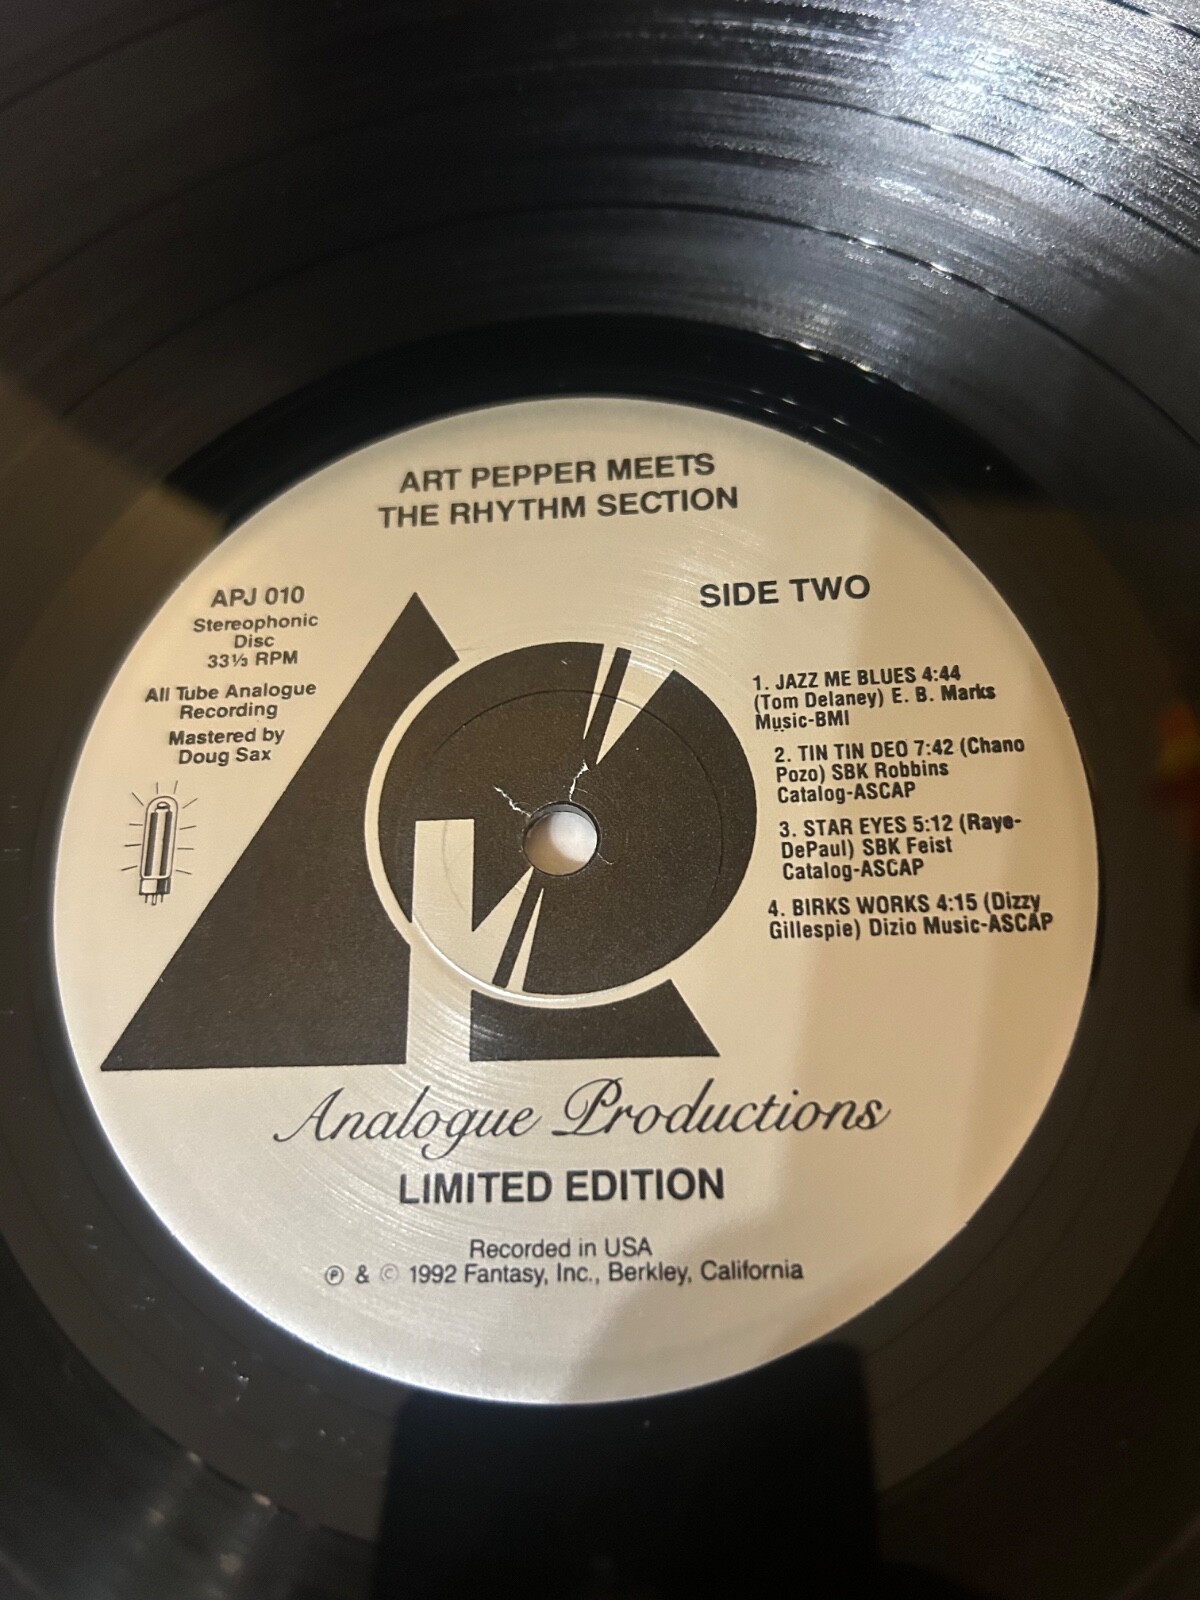 ART PEPPER MEETS
THE RHYTHM SECTION
SIDE TWO
APJ 010
Stereophonic
Disc
33⅓ RPM
All Tube Analogue
Recording
Mastered by
Doug Sax
1. JAZZ ME BLUES 4:44
(Tom Delaney) E. B. Marks
Music-BMI
2. TIN TIN DEO 7:42 (Chano
Pozo) SBK Robbins
Catalog-ASCAP
3. STAR EYES 5:12 (Raye-
DePaul) SBK Feist
Catalog-ASCAP
4. BIRKS WORKS 4:15 (Dizzy
Gillespie) Dizio Music-ASCAP
Analogue Productions
LIMITED EDITION
Recorded in USA
℗ & © 1992 Fantasy, Inc., Berkley, California